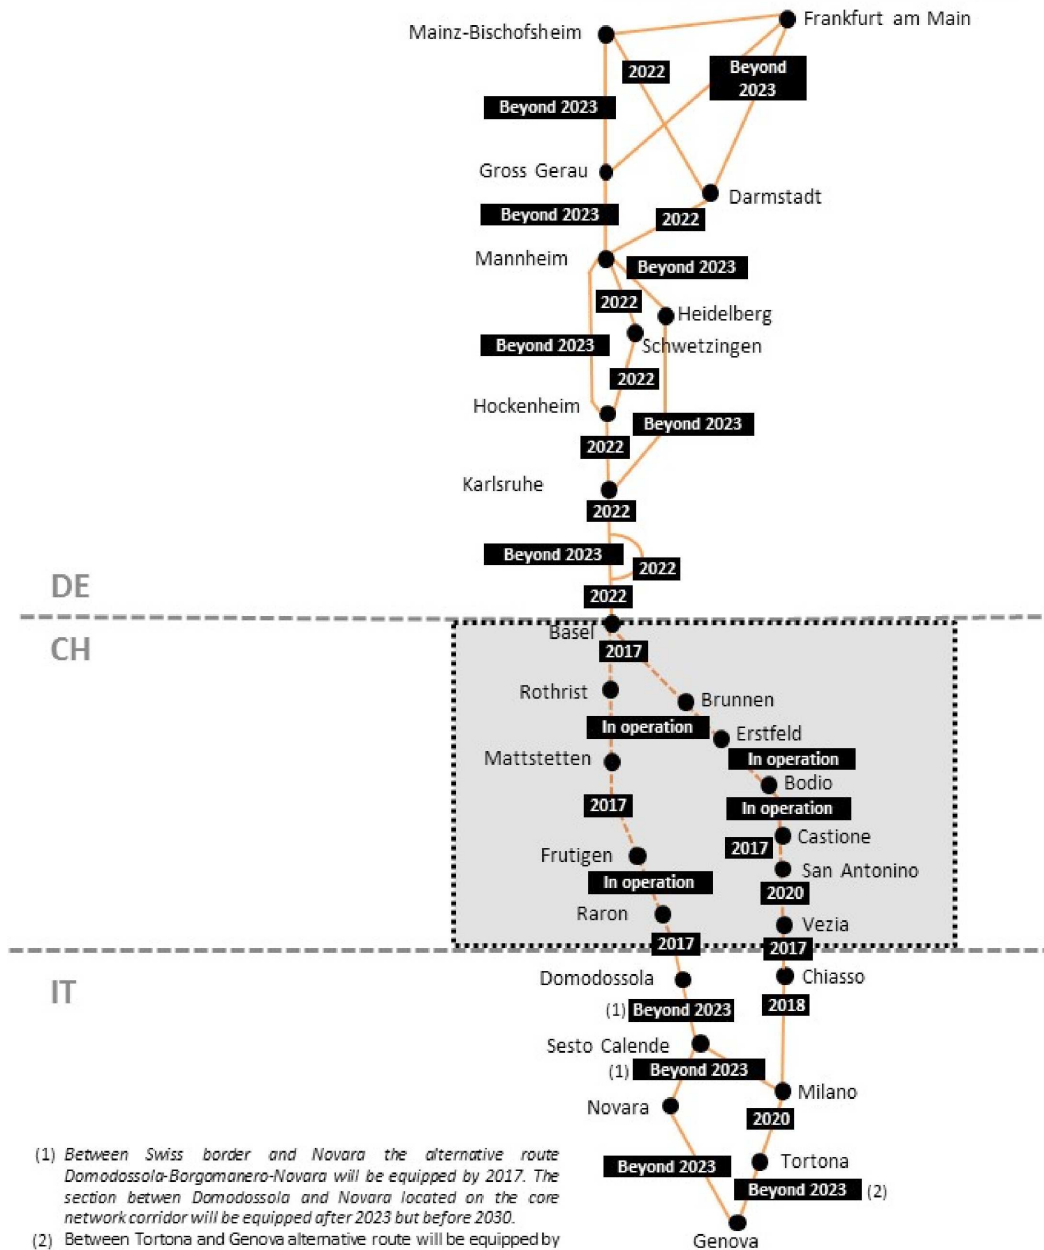 Frankfurt am Main
Mainz-Bischofsheim
Beyond
2023
2022
Beyond 2023
Gross Gerau
Darmstadt
Beyond 2023
2022
Mannheim
Beyond 2023
2022
Heidelberg
Beyond 2023
Schwetzingen
2022
Hockenheim
Beyond 2023
2022
Karlsruhe
2022
Beyond 2023
2022
DE
2022
CH
Basel
2017
Rothrist
Brunnen
In operation
Erstfeld
Mattstetten
In operation
Bodio
2017
In operation
Castione
2017
Frutigen
San Antonino
In operation
2020
Raron
Vezia
2017
2017
IT
Domodossola
Chiasso
(1) Beyond 2023
2018
Sesto Calende
(1) Beyond 2023
Milano
Novara
2020
(1) Between Swiss border and Novara the alternative route
Domodossola-Borgomanero-Novara will be equipped by 2017. The
section betwen Domodossola and Novara located on the core
network corridor will be equipped after 2023 but before 2030.
(2) Between Tortona and Genova alternative route will be equipped by
Beyond 2023
Tortona
Beyond 2023 (2)
Genova